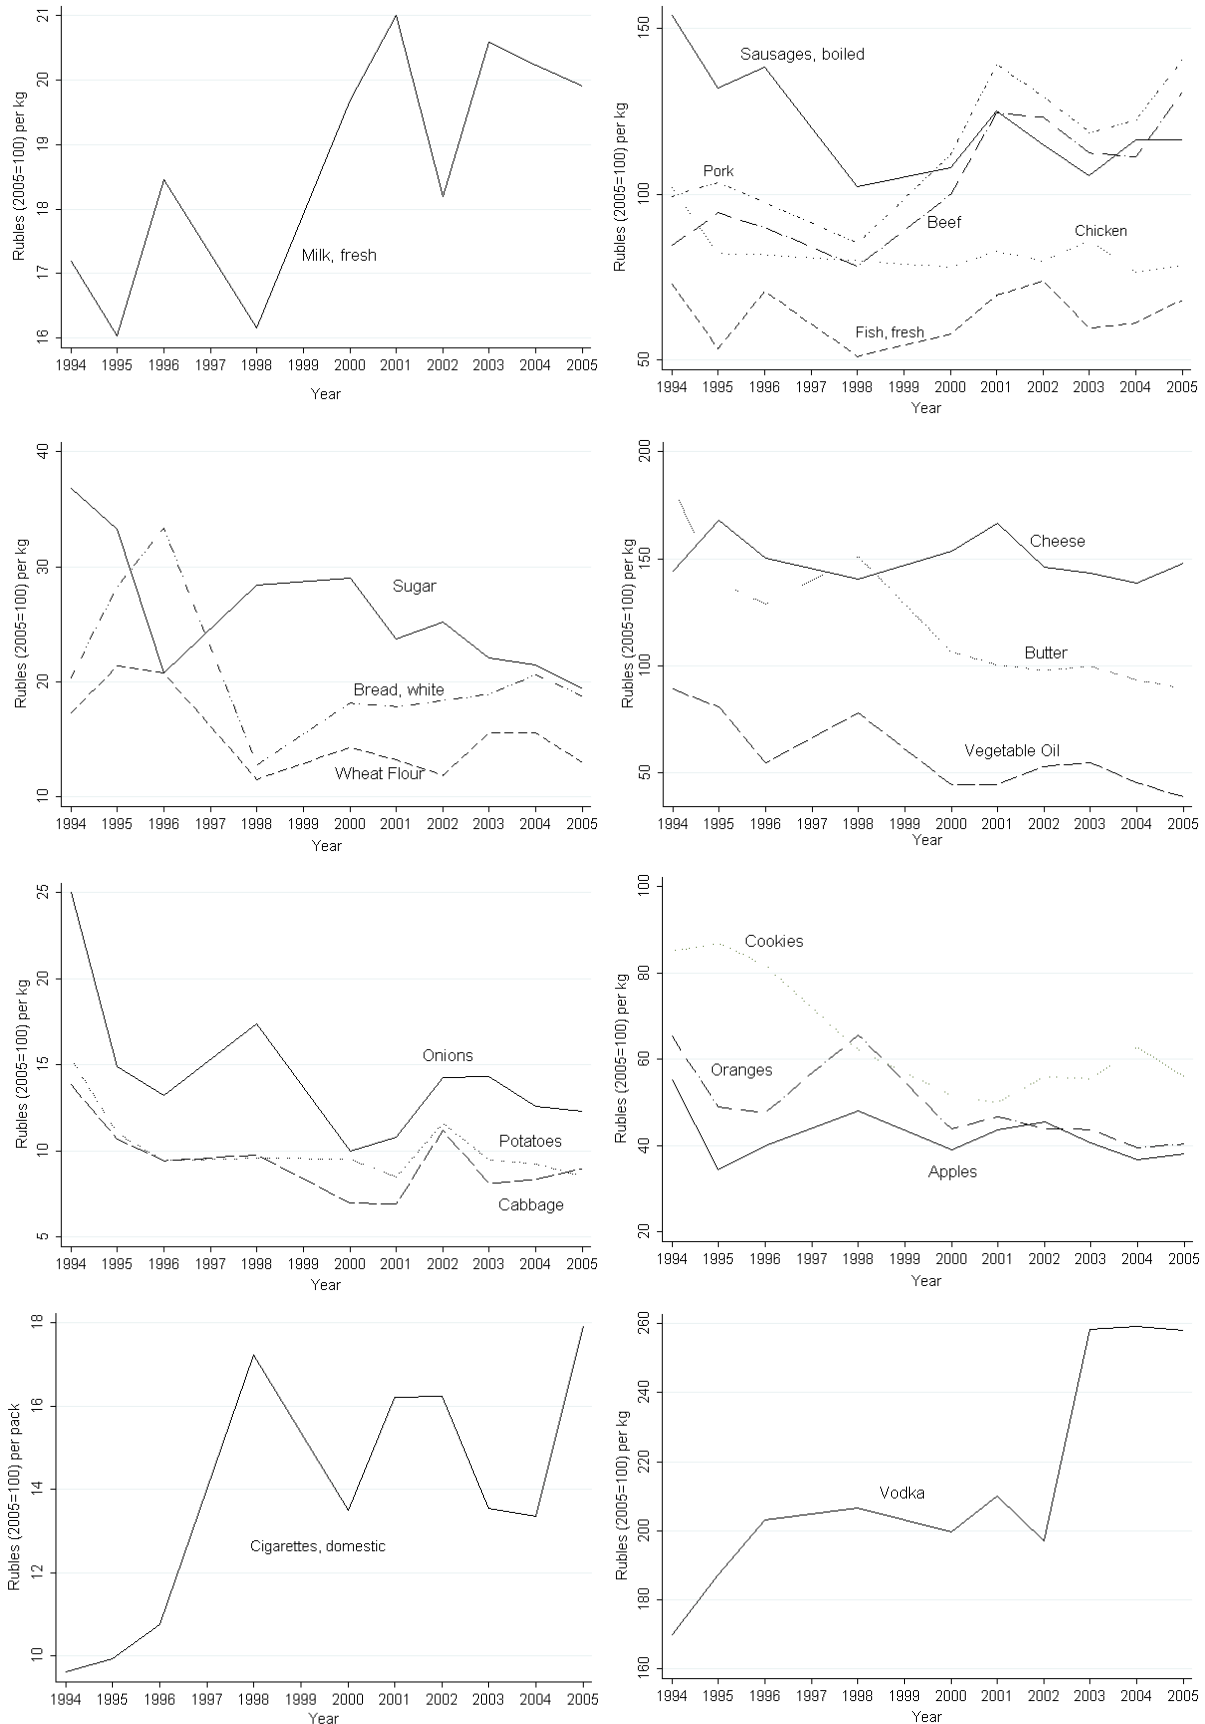 21
20
19
18
17
16
Rubles (2005=100) per kg
Milk, fresh
1994 1995 1996 1997 1998 1999 2000 2001 2002 2003 2004 2005
Year
150
100
50
Rubles (2005=100) per kg
Sausages, boiled
Pork
Beef
Chicken
Fish, fresh
1994 1995 1996 1997 1998 1999 2000 2001 2002 2003 2004 2005
Year
40
30
20
10
Rubles (2005=100) per kg
Sugar
Bread, white
Wheat Flour
1994 1995 1996 1997 1998 1999 2000 2001 2002 2003 2004 2005
Year
200
150
100
50
Rubles (2005=100) per kg
Cheese
Butter
Vegetable Oil
1994 1995 1996 1997 1998 1999 2000 2001 2002 2003 2004 2005
Year
25
20
15
10
5
Rubles (2005=100) per kg
Onions
Potatoes
Cabbage
1994 1995 1996 1997 1998 1999 2000 2001 2002 2003 2004 2005
Year
100
80
60
40
20
Rubles (2005=100) per kg
Cookies
Oranges
Apples
1994 1995 1996 1997 1998 1999 2000 2001 2002 2003 2004 2005
Year
18
16
14
12
10
Rubles (2005=100) per pack
Cigarettes, domestic
1994 1995 1996 1997 1998 1999 2000 2001 2002 2003 2004 2005
Year
260
240
220
200
180
160
Rubles (2005=100) per kg
Vodka
1994 1995 1996 1997 1998 1999 2000 2001 2002 2003 2004 2005
Year